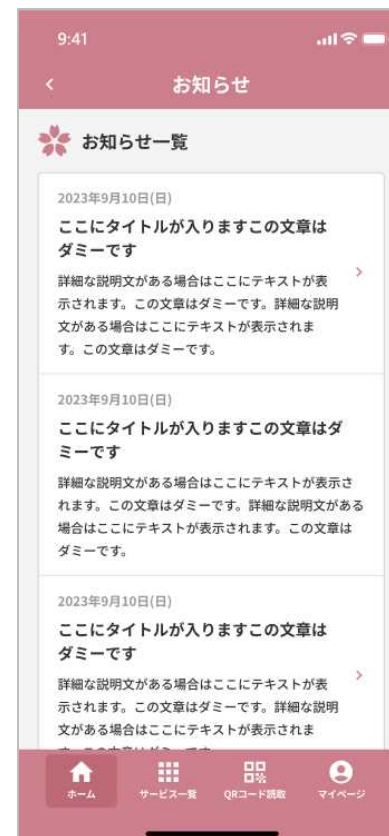 9:41
お知らせ
お知らせ一覧
2023年9月10日(日)
ここにタイトルが入りますこの文章は
ダミーです
詳細な説明文がある場合はここにテキストが表
示されます。この文章はダミーです。詳細な説明
文がある場合はここにテキストが表示されま
す。この文章はダミーです。
2023年9月10日(日)
ここにタイトルが入りますこの文章はダ
ミーです
詳細な説明文がある場合はここにテキストが表示さ
れます。この文章はダミーです。詳細な説明文がある
場合はここにテキストが表示されます。この文章は
ダミーです。
2023年9月10日(日)
ここにタイトルが入りますこの文章は
ダミーです
詳細な説明文がある場合はここにテキストが表
示されます。この文章はダミーです。詳細な説明
文がある場合はここにテキストが表示されま
ホーム
サービス一覧
QRコード読取
マイページ